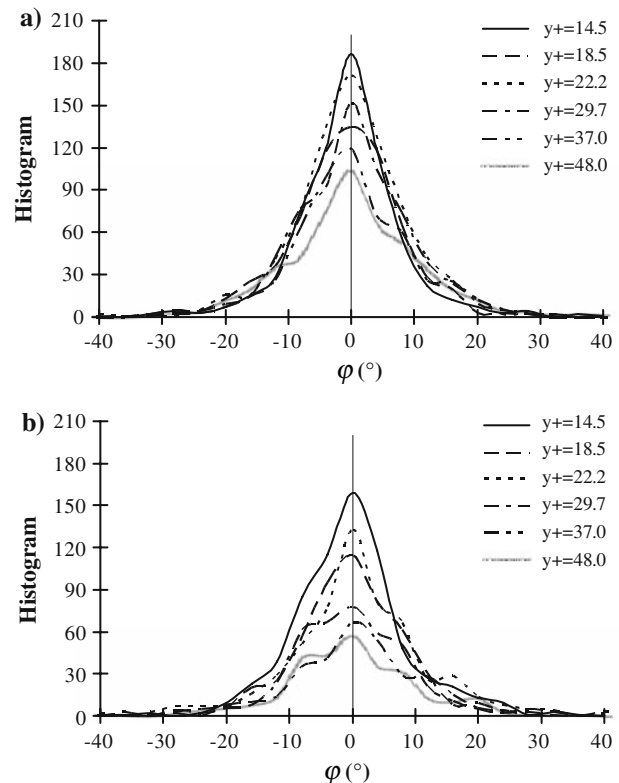 a)
210
180
150
120
90
60
30
0
Histogram
y+=14.5
y+=18.5
y+=22.2
y+=29.7
y+=37.0
y+=48.0
-40 -30 -20 -10 0 10 20 30 40
φ (°)
b)
210
180
150
120
90
60
30
0
Histogram
y+=14.5
y+=18.5
y+=22.2
y+=29.7
y+=37.0
y+=48.0
-40 -30 -20 -10 0 10 20 30 40
φ (°)